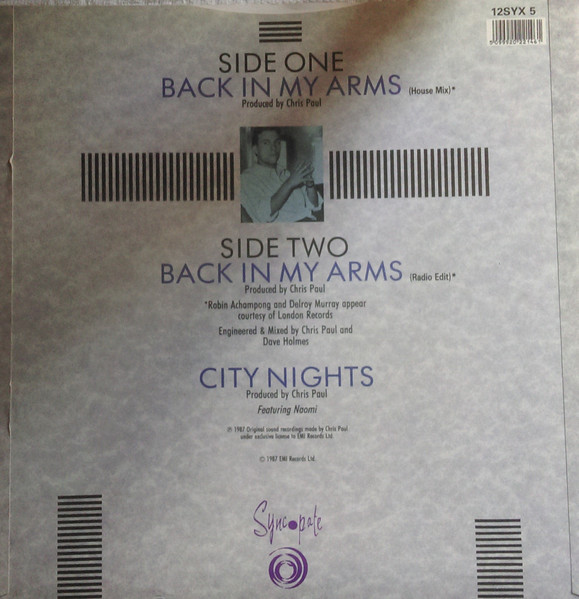 12SYX 5
SIDE ONE
BACK IN MY ARMS (House Mix)*
Produced by Chris Paul
SIDE TWO
BACK IN MY ARMS (Radio Edit)*
Produced by Chris Paul
*Robin Achampong and Delroy Murray appear
courtesy of London Records
Engineered & Mixed by Chris Paul and
Dave Holmes
CITY NIGHTS
Produced by Chris Paul
Featuring Naomi
℗ 1987 Original sound recordings made by Chris Paul
under exclusive license to EMI Records Ltd.
© 1987 EMI Records Ltd.
Syncopate